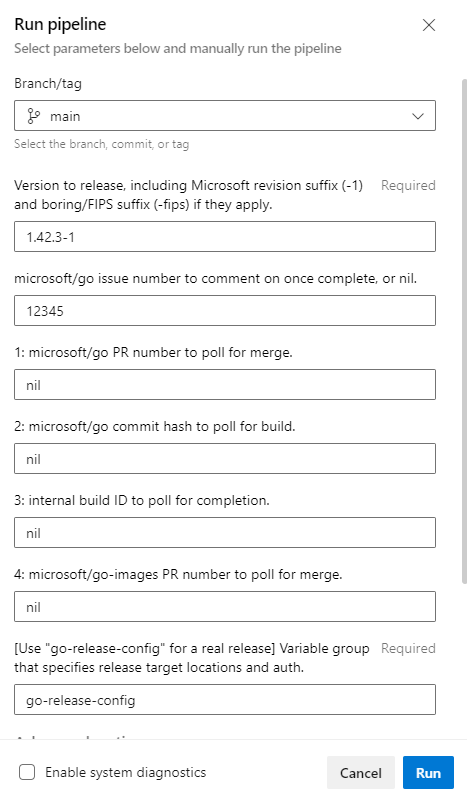 Run pipeline
Select parameters below and manually run the pipeline
Branch/tag
main
Select the branch, commit, or tag
Version to release, including Microsoft revision suffix (-1) Required
and boring/FIPS suffix (-fips) if they apply.
1.42.3-1
microsoft/go issue number to comment on once complete, or nil.
12345
1: microsoft/go PR number to poll for merge.
nil
2: microsoft/go commit hash to poll for build.
nil
3: internal build ID to poll for completion.
nil
4: microsoft/go-images PR number to poll for merge.
nil
[Use "go-release-config" for a real release] Variable group Required
that specifies release target locations and auth.
go-release-config
Enable system diagnostics
Cancel
Run